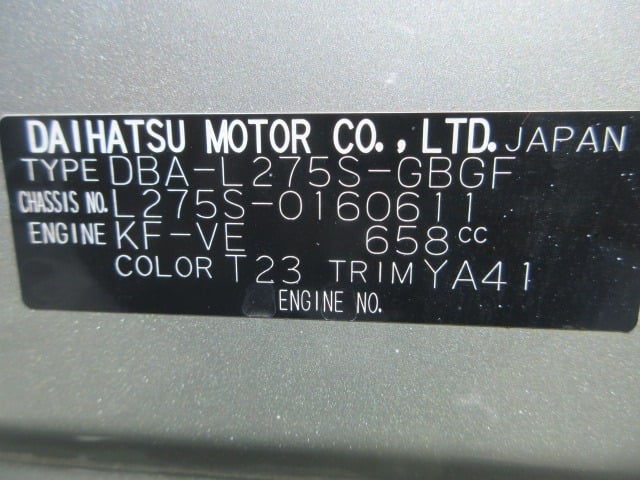 DAIHATSU MOTOR CO., LTD. JAPAN
TYPE DBA-L275S-GBGF
CHASSIS NO. L275S-0160611
ENGINE KF-VE 658cc
COLOR T23 TRIM YA41
ENGINE NO.